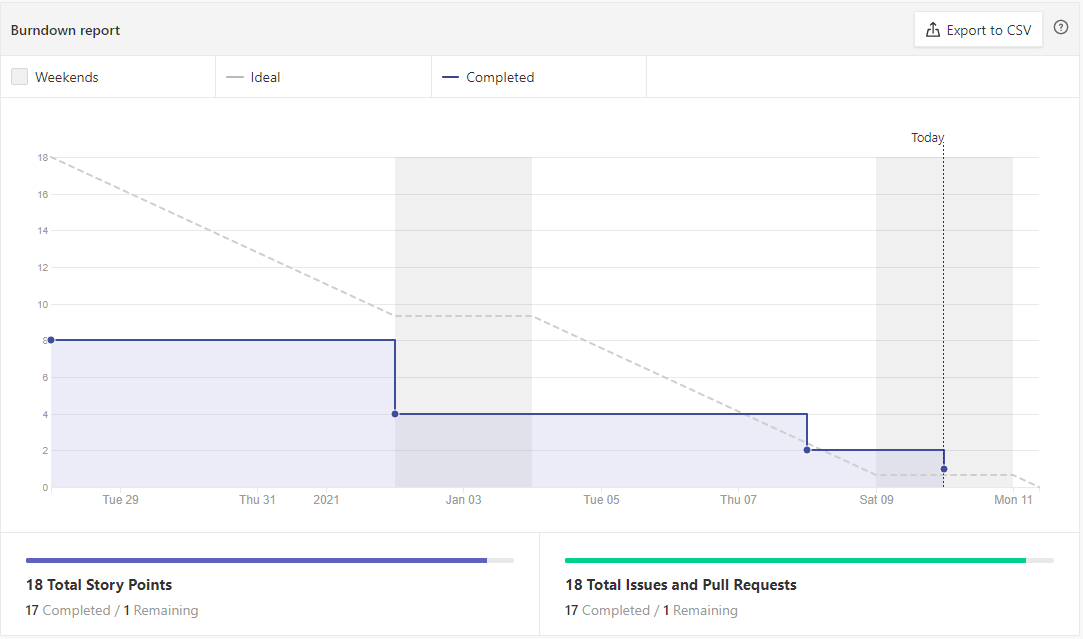 Burndown report
Export to CSV
?
Weekends
Ideal
Completed
Today
18
16
14
12
10
8
6
4
2
0
Tue 29 Thu 31 2021 Jan 03 Tue 05 Thu 07 Sat 09 Mon 11
18 Total Story Points
17 Completed / 1 Remaining
18 Total Issues and Pull Requests
17 Completed / 1 Remaining